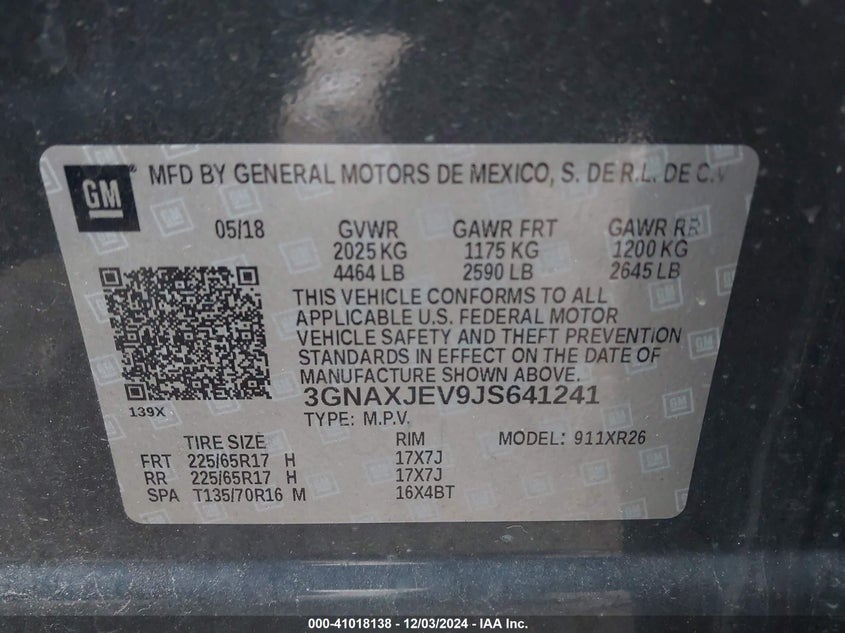 GM
MFD BY GENERAL MOTORS DE MEXICO, S. DE R.L. DE C.V
05/18 GVWR GAWR FRT GAWR RR
2025 KG 1175 KG 1200 KG
4464 LB 2590 LB 2645 LB
THIS VEHICLE CONFORMS TO ALL
APPLICABLE U.S. FEDERAL MOTOR
VEHICLE SAFETY AND THEFT PREVENTION
STANDARDS IN EFFECT ON THE DATE OF
MANUFACTURE SHOWN ABOVE.
3GNAXJEV9JS641241
139X
TYPE: M.P.V.
TIRE SIZE RIM MODEL: 911XR26
FRT 225/65R17 H 17X7J
RR 225/65R17 H 17X7J
SPA T135/70R16 M 16X4BT
000-41018138 - 12/03/2024 - IAA Inc.